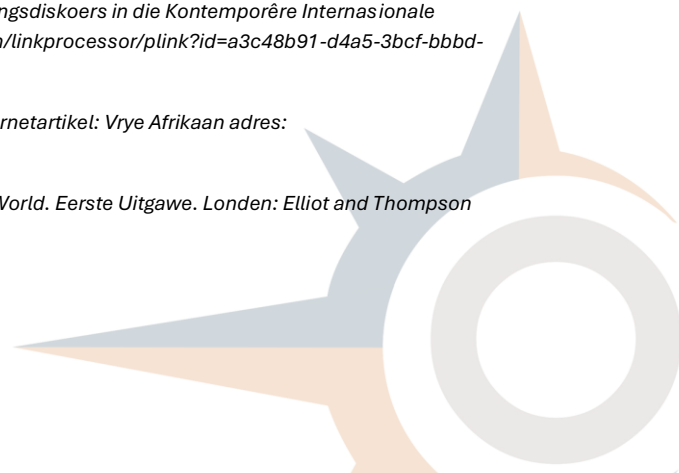 ngsdiskoers in die Kontemporêre Internasionale
n/linkprocessor/plink?id=a3c48b91-d4a5-3bcf-bbbd-
rnetartikel: Vrye Afrikaan adres:
World. Eerste Uitgawe. Londen: Elliot and Thompson